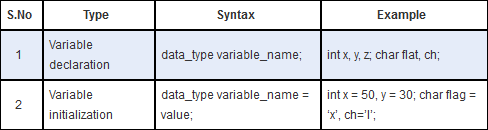 S.No Type Syntax Example
1 Variable declaration data_type variable_name; int x, y, z; char flat, ch;
2 Variable initialization data_type variable_name = value; int x = 50, y = 30; char flag = ‘x’, ch=’l’;